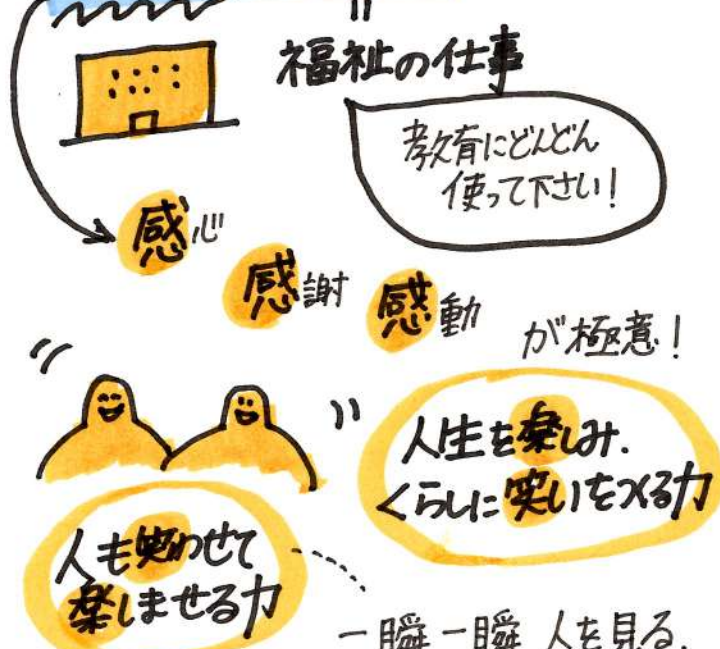 福祉の仕事
教育にどんどん
使って下さい!
感心
感謝 感動
が極意!
人生を楽しみ.
くらしに笑いをつくる力
人も笑わせて
楽しませる力
一瞬一瞬 人を見る.